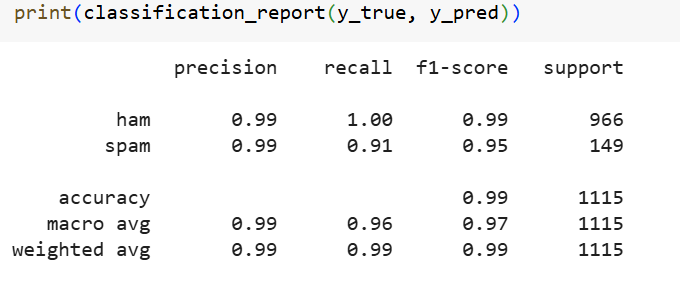 print(classification_report(y_true, y_pred))
precision recall f1-score support
ham 0.99 1.00 0.99 966
spam 0.99 0.91 0.95 149
accuracy 0.99 1115
macro avg 0.99 0.96 0.97 1115
weighted avg 0.99 0.99 0.99 1115